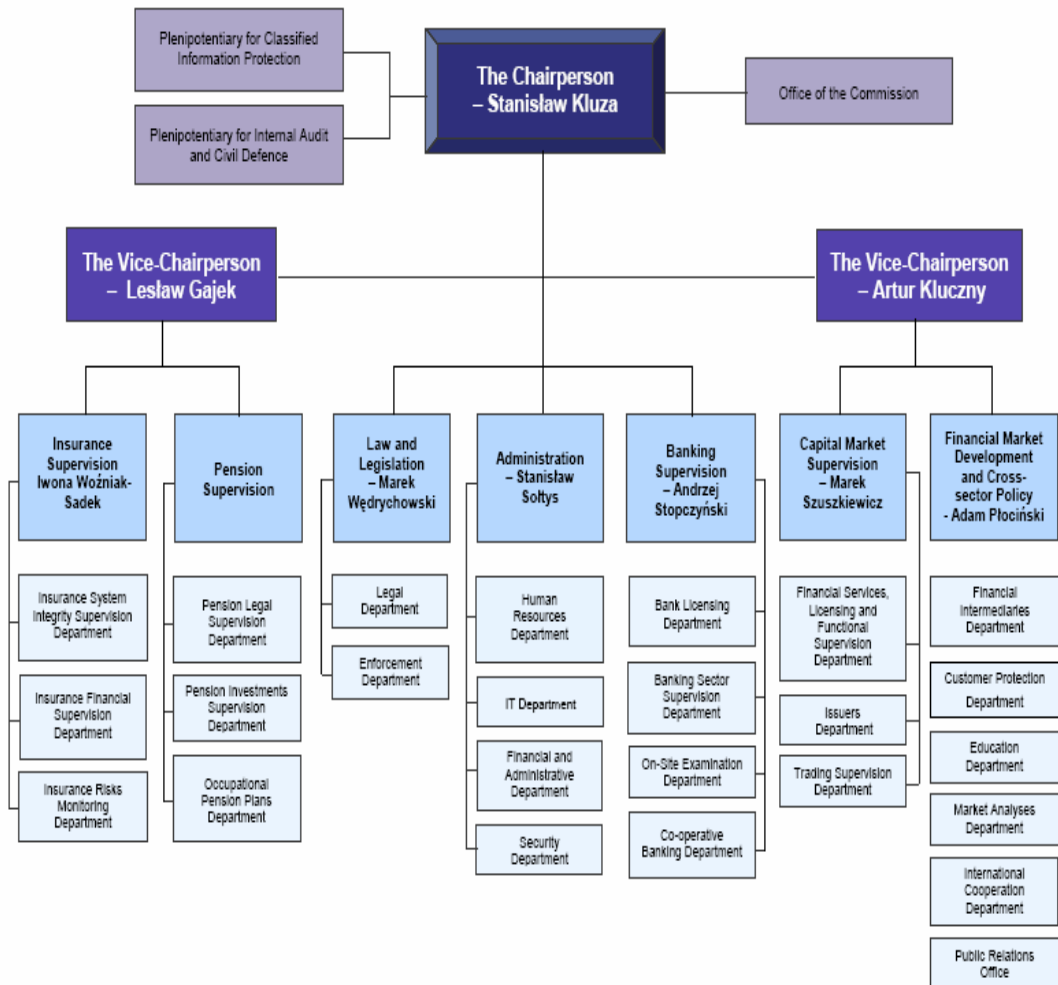 Plenipotentiary for Classified
Information Protection
The Chairperson
– Stanisław Kluza
Office of the Commission
Plenipotentiary for Internal Audit
and Civil Defence
The Vice-Chairperson
– Lesław Gajek
The Vice-Chairperson
– Artur Kluczny
Insurance
Supervision
Iwona Woźniak-
Sadek
Pension
Supervision
Law and
Legislation
– Marek
Wędrychowski
Administration
– Stanisław
Sołtys
Banking
Supervision
– Andrzej
Stopczyński
Capital Market
Supervision
– Marek
Szuszkiewicz
Financial Market
Development
and Cross-
sector Policy
- Adam Płociński
Insurance System
Integrity Supervision
Department
Insurance Financial
Supervision
Department
Insurance Risks
Monitoring
Department
Pension Legal
Supervision
Department
Pension Investments
Supervision
Department
Occupational
Pension Plans
Department
Legal
Department
Enforcement
Department
Human
Resources
Department
IT Department
Financial and
Administrative
Department
Security
Department
Bank Licensing
Department
Banking Sector
Supervision
Department
On-Site Examination
Department
Co-operative
Banking Department
Financial Services,
Licensing and
Functional
Supervision
Department
Issuers
Department
Trading Supervision
Department
Financial
Intermediaries
Department
Customer Protection
Department
Education
Department
Market Analyses
Department
International
Cooperation
Department
Public Relations
Office